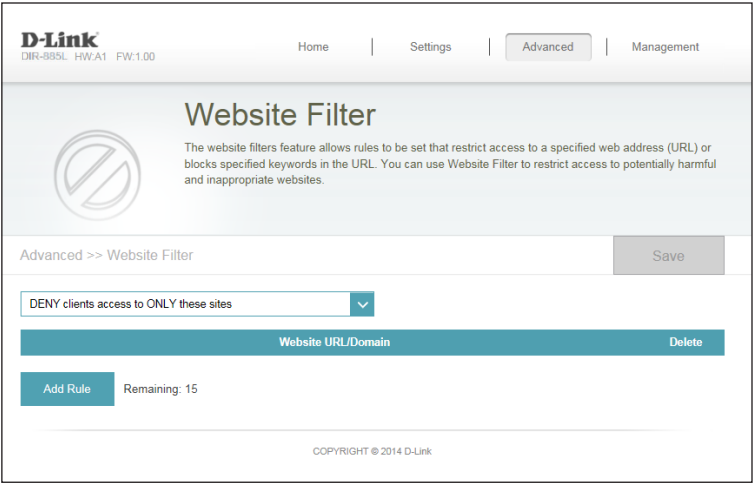 D-Link
DIR-885L HW:A1 FW:1.00
Home
Settings
Advanced
Management
Website Filter
The website filters feature allows rules to be set that restrict access to a specified web address (URL) or
blocks specified keywords in the URL. You can use Website Filter to restrict access to potentially harmful
and inappropriate websites.
Advanced >> Website Filter
Save
DENY clients access to ONLY these sites
Website URL/Domain
Delete
Add Rule
Remaining: 15
COPYRIGHT © 2014 D-Link